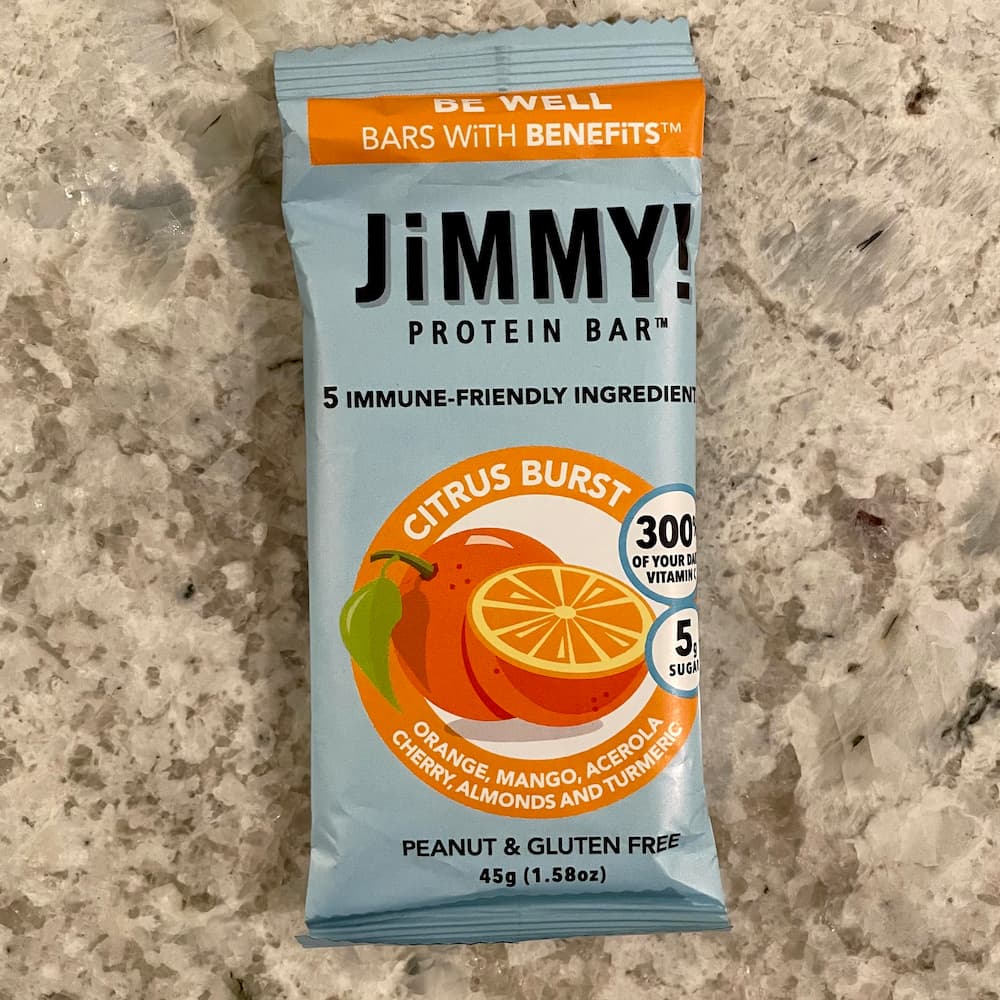 BE WELL
BARS WiTH BENEFiTS™
JiMMY!
PROTEIN BAR™
5 IMMUNE-FRIENDLY INGREDIENT
CITRUS BURST
300%
OF YOUR DA
VITAMIN C
5g
SUGA
ORANGE, MANGO, ACEROLA
CHERRY, ALMONDS AND TURMERIC
PEANUT & GLUTEN FREE
45g (1.58oz)